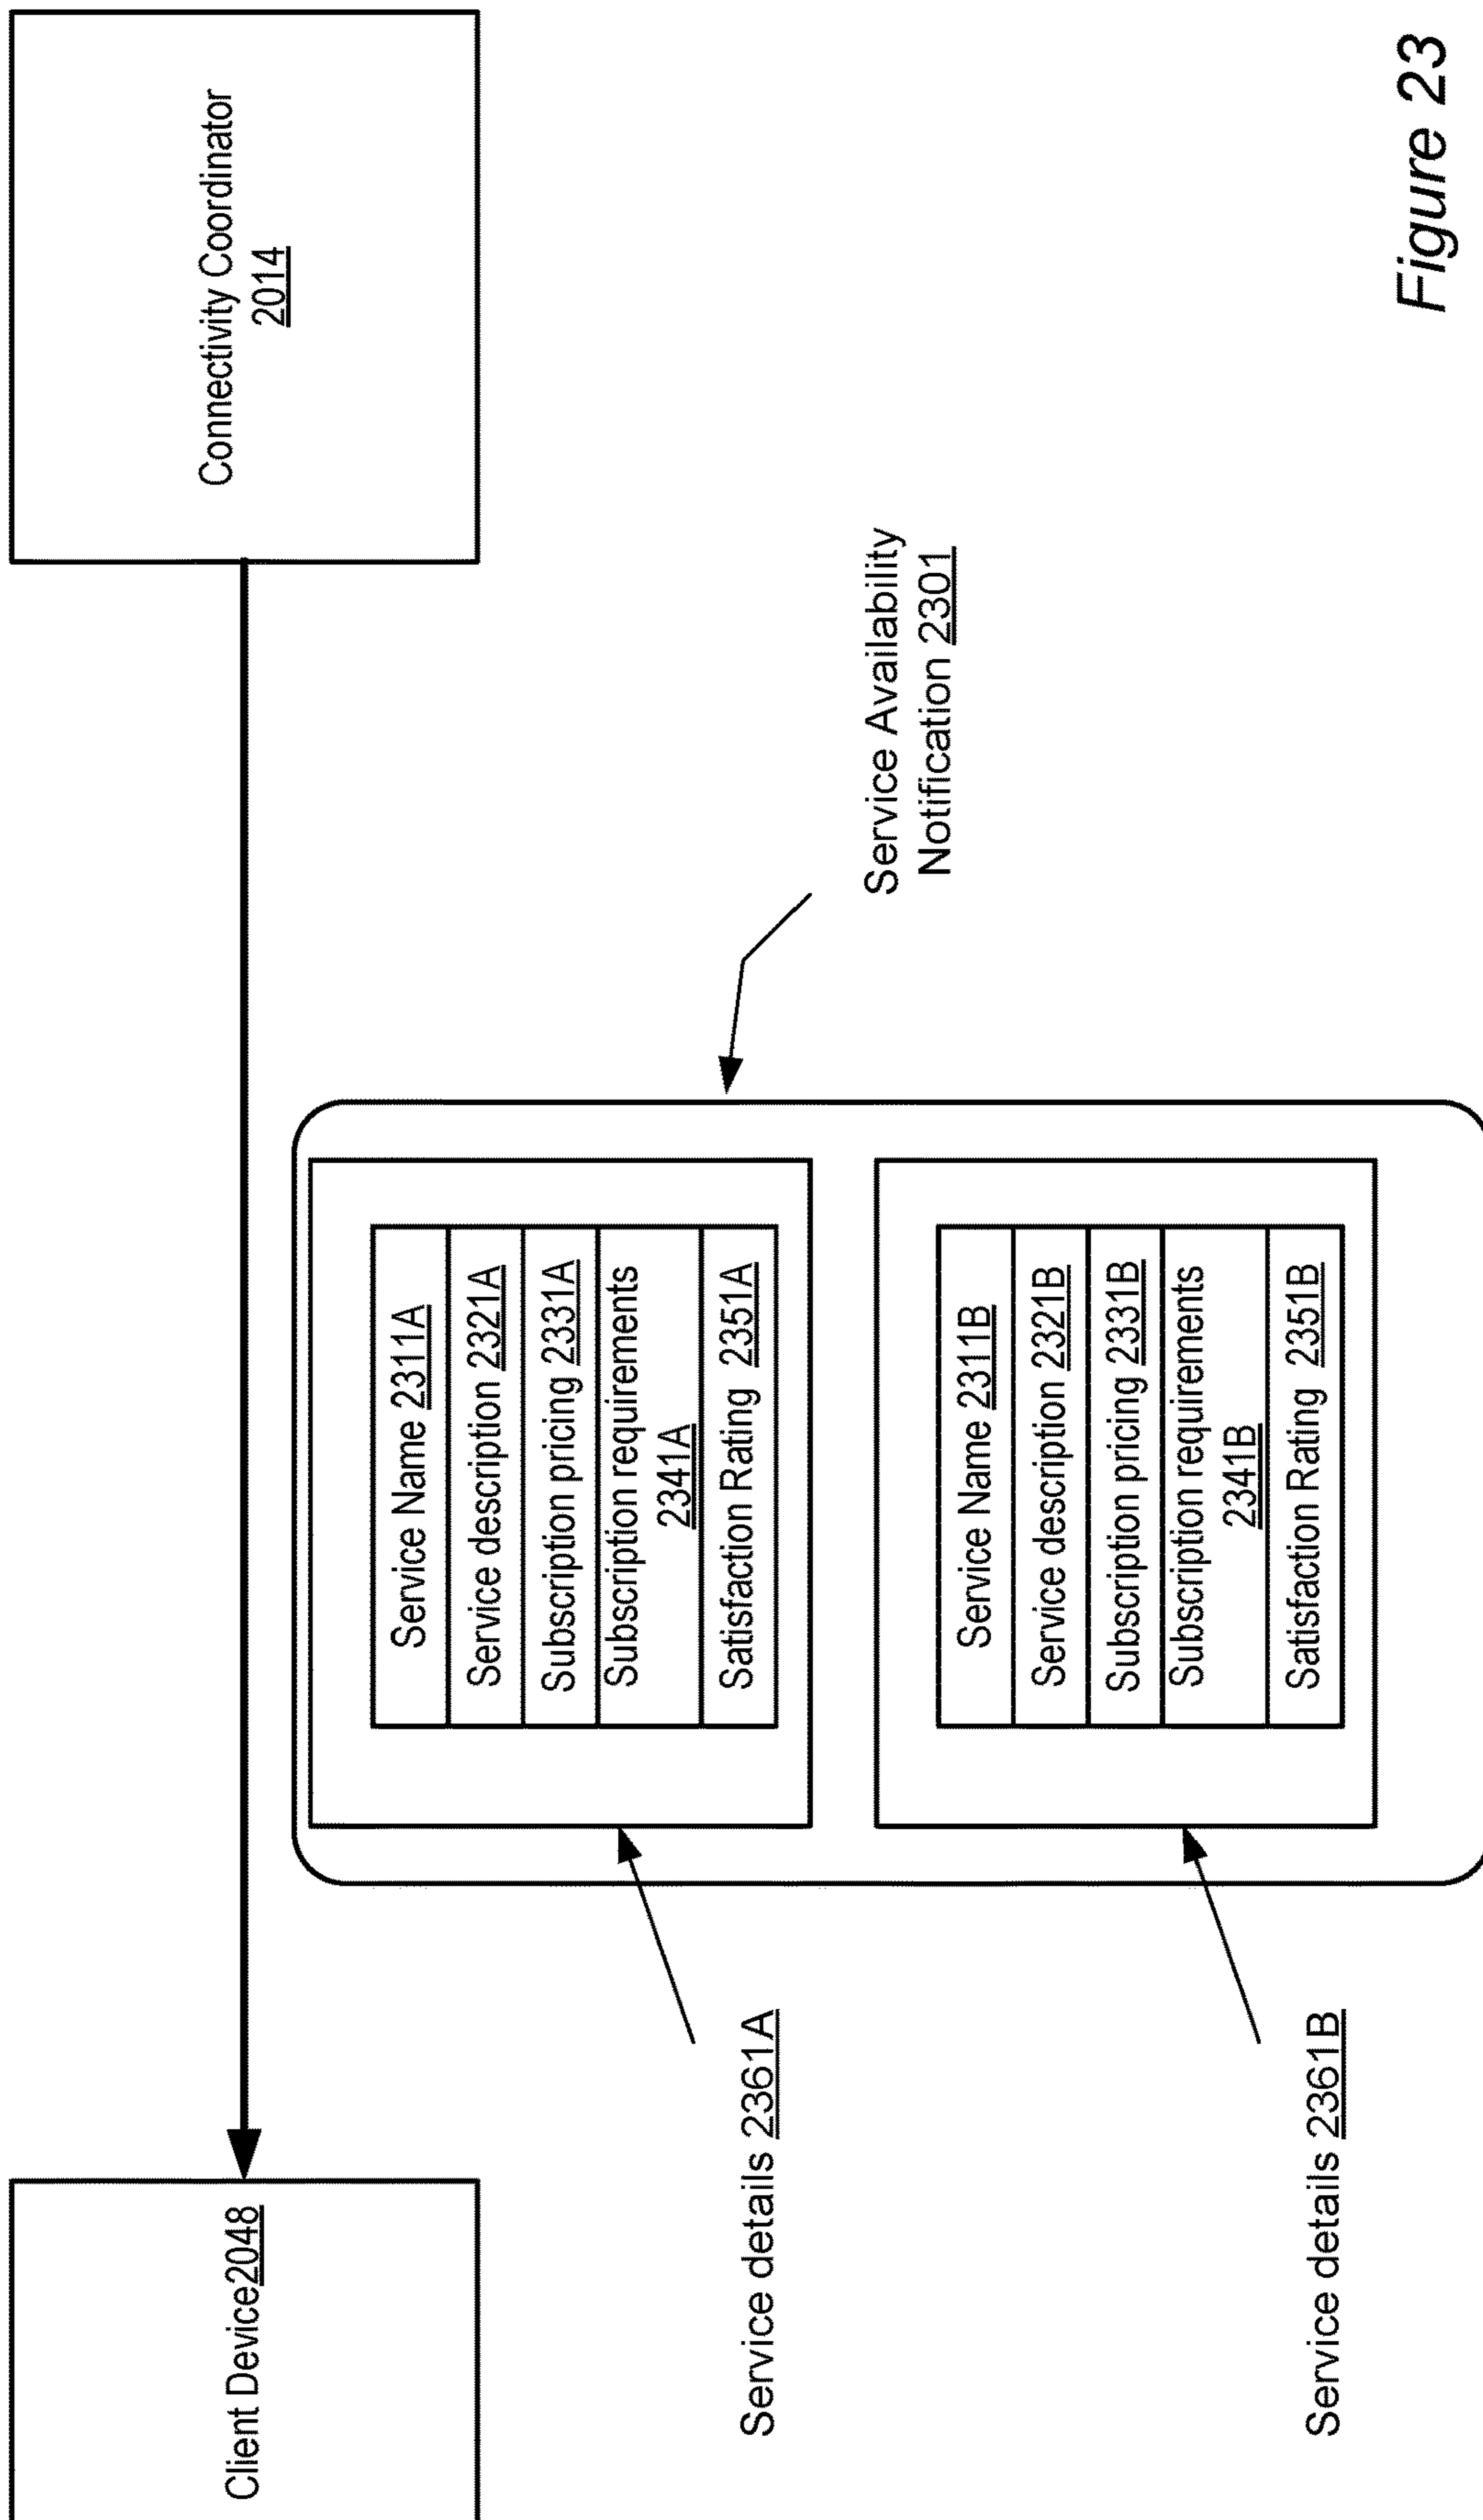 Client Device2048
Connectivity Coordinator
2014
Service details 2361A
Service Name 2311A
Service description 2321A
Subscription pricing 2331A
Subscription requirements
2341A
Satisfaction Rating 2351A
Service Availability
Notification 2301
Service details 2361B
Service Name 2311B
Service description 2321B
Subscription pricing 2331B
Subscription requirements
2341B
Satisfaction Rating 2351B
Figure 23